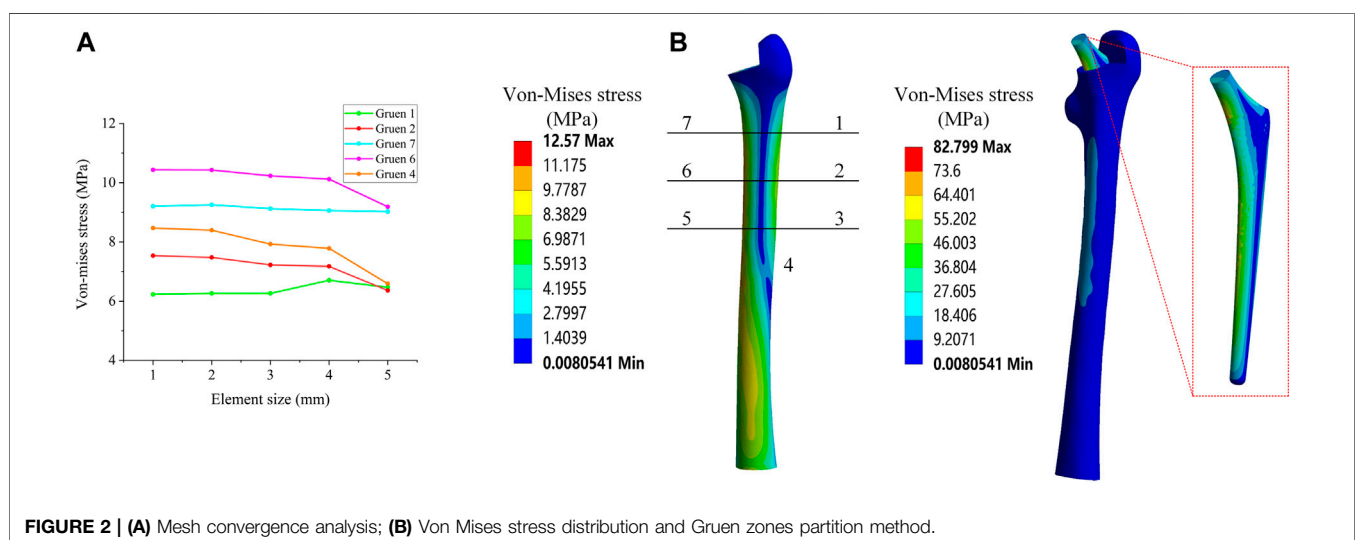 A
B
Gruen 1
Gruen 2
Gruen 7
Gruen 6
Gruen 4
12
10
8
6
4
Von-mises stress (MPa)
1 2 3 4 5
Element size (mm)
Von-Mises stress
(MPa)
12.57 Max
11.175
9.7787
8.3829
6.9871
5.5913
4.1955
2.7997
1.4039
0.0080541 Min
7 1
6 2
5 3
4
Von-Mises stress
(MPa)
82.799 Max
73.6
64.401
55.202
46.003
36.804
27.605
18.406
9.2071
0.0080541 Min
FIGURE 2 | (A) Mesh convergence analysis; (B) Von Mises stress distribution and Gruen zones partition method.